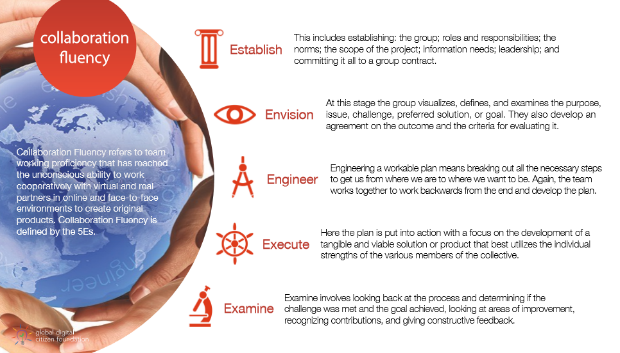 collaboration
fluency
Collaboration Fluency refers to team
working proficiency that has reached
the unconscious ability to work
cooperatively with virtual and real
partners in online and face-to-face
environments to create original
products. Collaboration Fluency is
defined by the 5Es.
global digital
citizen foundation
Establish
This includes establishing: the group; roles and responsibilities; the
norms; the scope of the project; information needs; leadership; and
committing it all to a group contract.
Envision
At this stage the group visualizes, defines, and examines the purpose,
issue, challenge, preferred solution, or goal. They also develop an
agreement on the outcome and the criteria for evaluating it.
Engineer
Engineering a workable plan means breaking out all the necessary steps
to get us from where we are to where we want to be. Again, the team
works together to work backwards from the end and develop the plan.
Execute
Here the plan is put into action with a focus on the development of a
tangible and viable solution or product that best utilizes the individual
strengths of the various members of the collective.
Examine
Examine involves looking back at the process and determining if the
challenge was met and the goal achieved, looking at areas of improvement,
recognizing contributions, and giving constructive feedback.